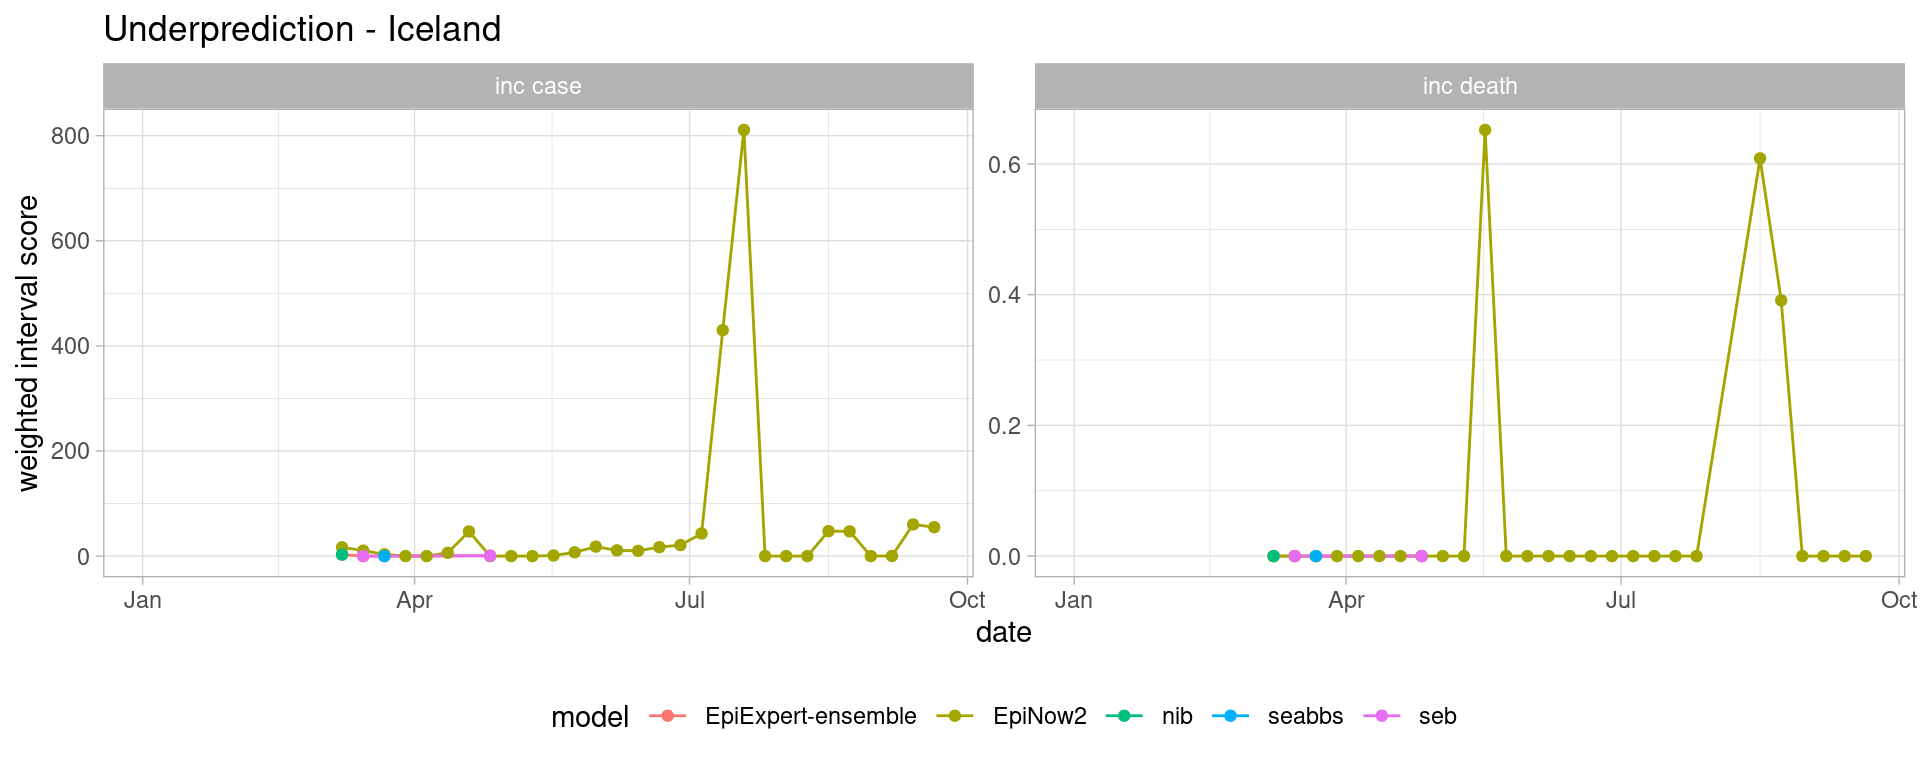 Underprediction - Iceland
inc case
inc death
weighted interval score
800
600
400
200
0
0.6
0.4
0.2
0.0
Jan Apr Jul Oct
Jan Apr Jul Oct
date
model EpiExpert-ensemble EpiNow2 nib seabbs seb